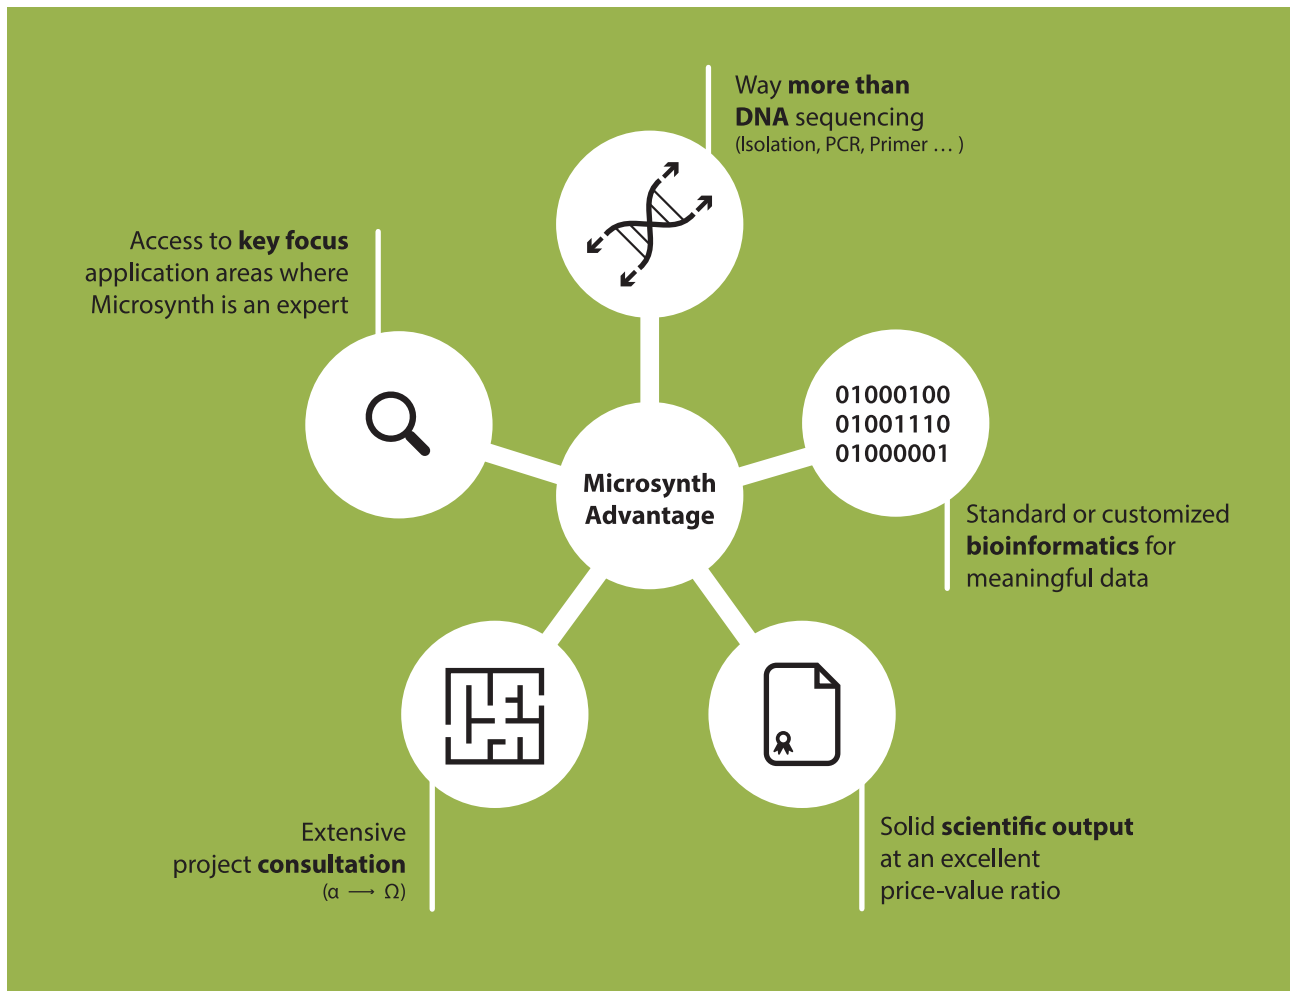 Way more than
DNA sequencing
(Isolation, PCR, Primer … )
Access to key focus
application areas where
Microsynth is an expert
01000100
01001110
01000001
Microsynth
Advantage
Standard or customized
bioinformatics for
meaningful data
Extensive
project consultation
(α → Ω)
Solid scientific output
at an excellent
price-value ratio